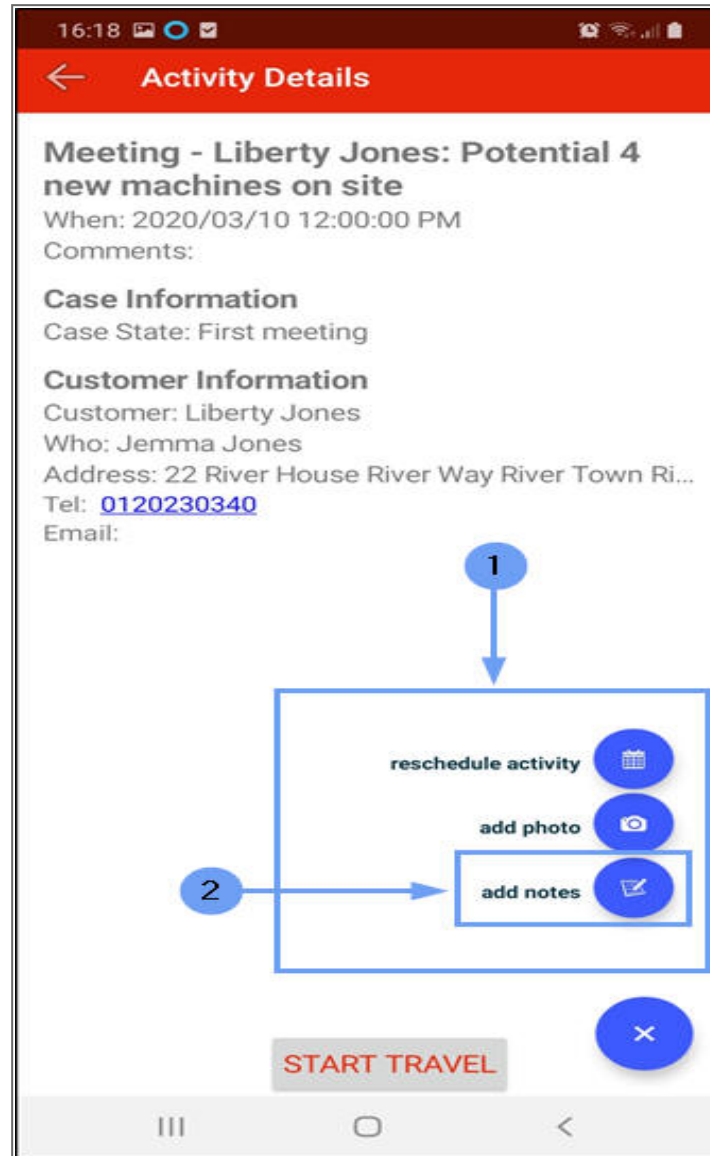 16:18
Activity Details
Meeting - Liberty Jones: Potential 4
new machines on site
When: 2020/03/10 12:00:00 PM
Comments:
Case Information
Case State: First meeting
Customer Information
Customer: Liberty Jones
Who: Jemma Jones
Address: 22 River House River Way River Town Ri...
Tel: 0120230340
Email:
1
reschedule activity
add photo
2
add notes
START TRAVEL